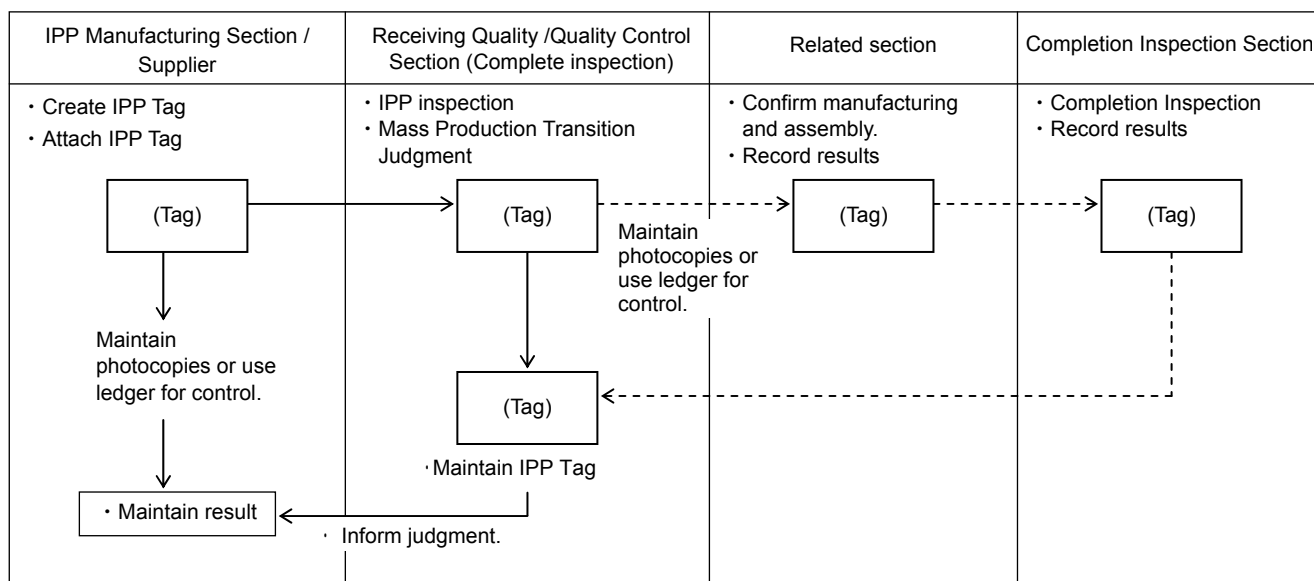 IPP Manufacturing Section /
Supplier
Receiving Quality /Quality Control
Section (Complete inspection)
Related section
Completion Inspection Section
・Create IPP Tag
・Attach IPP Tag
・IPP inspection
・Mass Production Transition
Judgment
・Confirm manufacturing
and assembly.
・Record results
・Completion Inspection
・Record results
(Tag)
(Tag)
(Tag)
(Tag)
Maintain
photocopies or
use ledger for
control.
Maintain
photocopies or use
ledger for control.
(Tag)
・Maintain IPP Tag
・Maintain result
・Inform judgment.